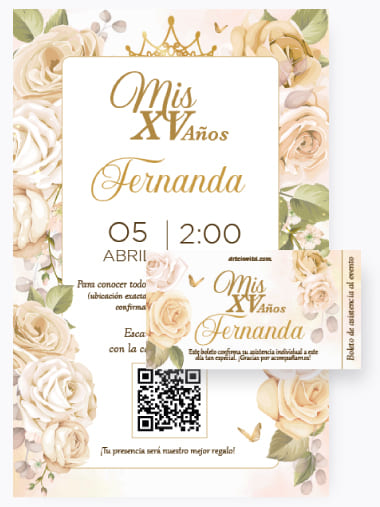 Mis
XV Años
Fernanda
05 | 2:00
ABRIL
Para conocer todo
(ubicación exacta
confirma
Esca
con la c
¡Tu presencia será nuestro mejor regalo!
arteinvita.com
Mis
XV Años
Fernanda
Este boleto confirma su asistencia individual a este
día tan especial. ¡Gracias por acompañarnos!
Boleto de asistencia al evento